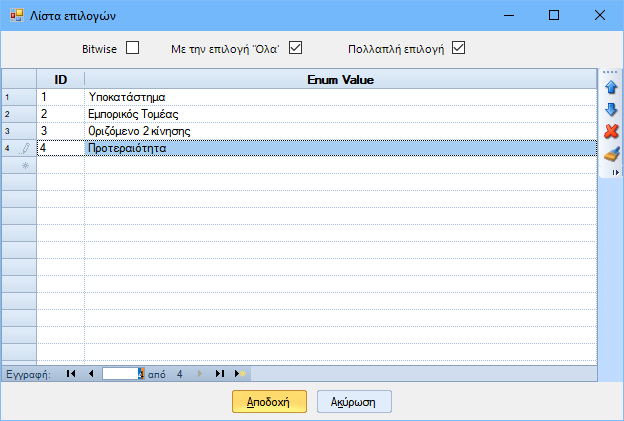 Λίστα επιλογών
Bitwise Με την επιλογή "Όλα" Πολλαπλή επιλογή
ID Enum Value
1 1 Υποκατάστημα
2 2 Εμπορικός Τομέας
3 3 Οριζόμενο 2 κίνησης
4 4 Προτεραιότητα
Εγγραφή: 4 από 4
Αποδοχή Ακύρωση